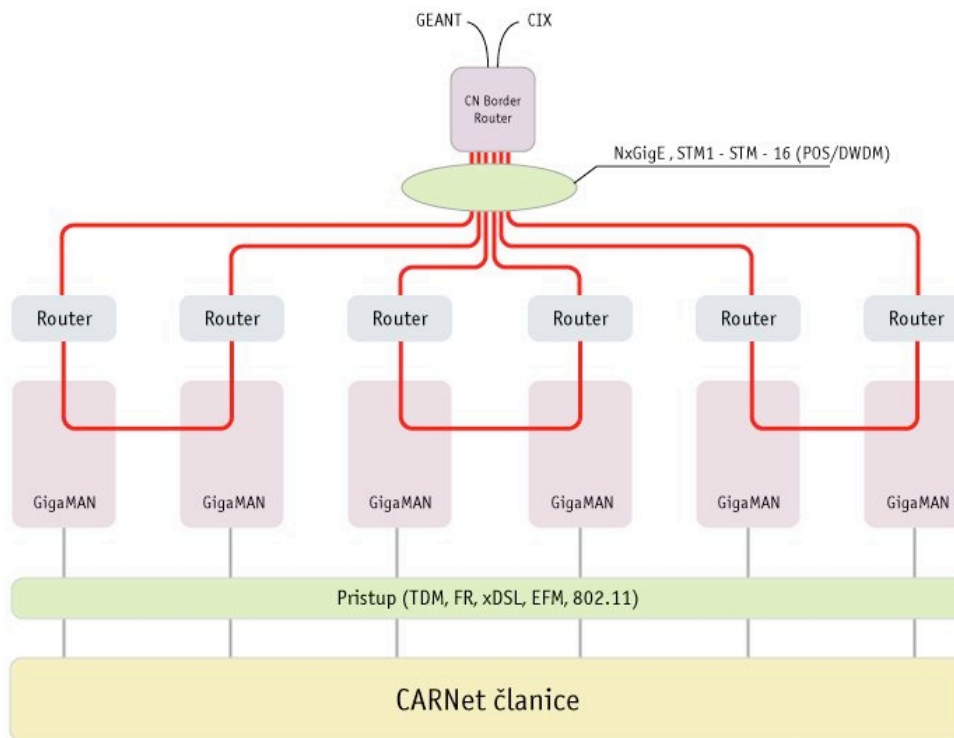 GEANT CIX
CN Border
Router
NxGigE , STM1 - STM - 16 (POS/DWDM)
Router Router Router Router Router Router
GigaMAN GigaMAN GigaMAN GigaMAN GigaMAN GigaMAN
Pristup (TDM, FR, xDSL, EFM, 802.11)
CARNet članice